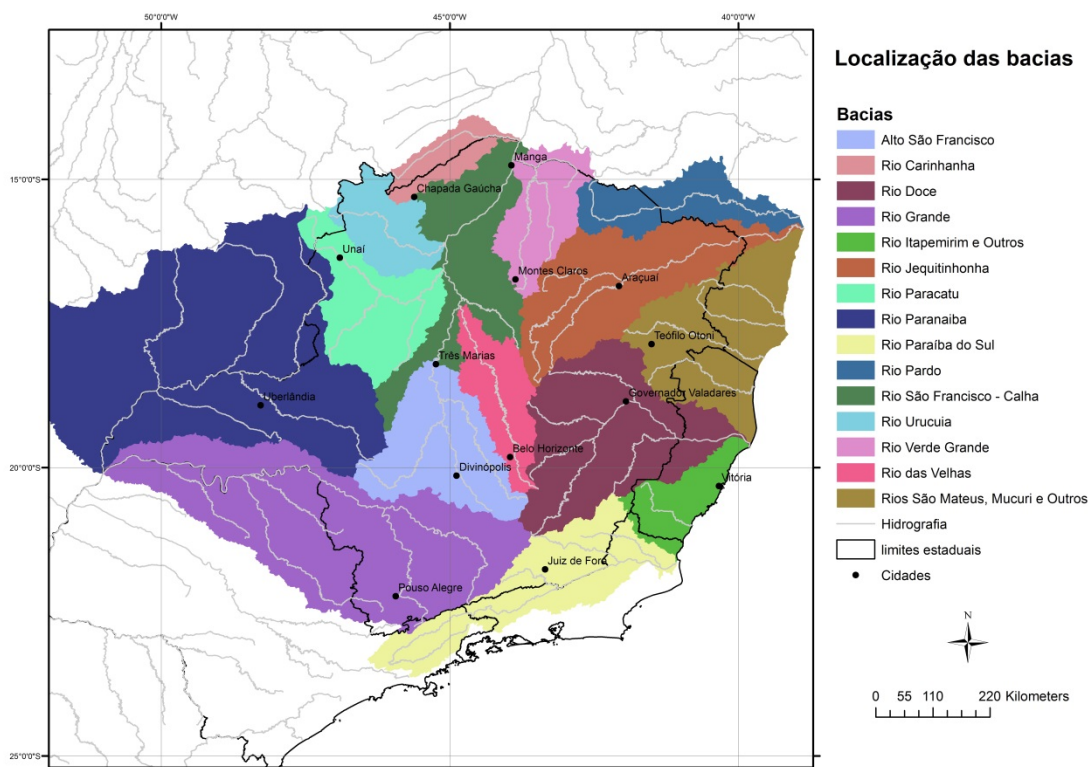 50°0'0"W
45°0'0"W
40°0'0"W
15°0'0"S
20°0'0"S
25°0'0"S
Manga
Chapada Gaúcha
Unaí
Montes Claros
Araçuaí
Teófilo Otoni
Três Marias
Uberlândia
Governador Valadares
Belo Horizonte
Divinópolis
Vitória
Juiz de Fora
Pouso Alegre
Localização das bacias
Bacias
Alto São Francisco
Rio Carinhanha
Rio Doce
Rio Grande
Rio Itapemirim e Outros
Rio Jequitinhonha
Rio Paracatu
Rio Paranaiba
Rio Paraíba do Sul
Rio Pardo
Rio São Francisco - Calha
Rio Urucuia
Rio Verde Grande
Rio das Velhas
Rios São Mateus, Mucuri e Outros
Hidrografia
limites estaduais
Cidades
0 55 110 220 Kilometers